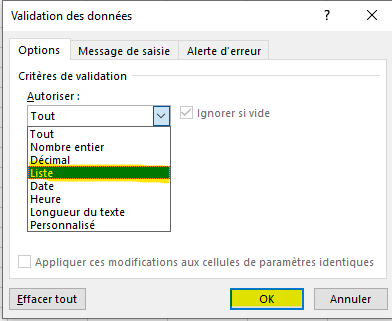 Validation des données
Options
Message de saisie
Alerte d'erreur
Critères de validation
Autoriser :
Tout
Ignorer si vide
Tout
Nombre entier
Décimal
Liste
Date
Heure
Longueur du texte
Personnalisé
Appliquer ces modifications aux cellules de paramètres identiques
Effacer tout
OK
Annuler